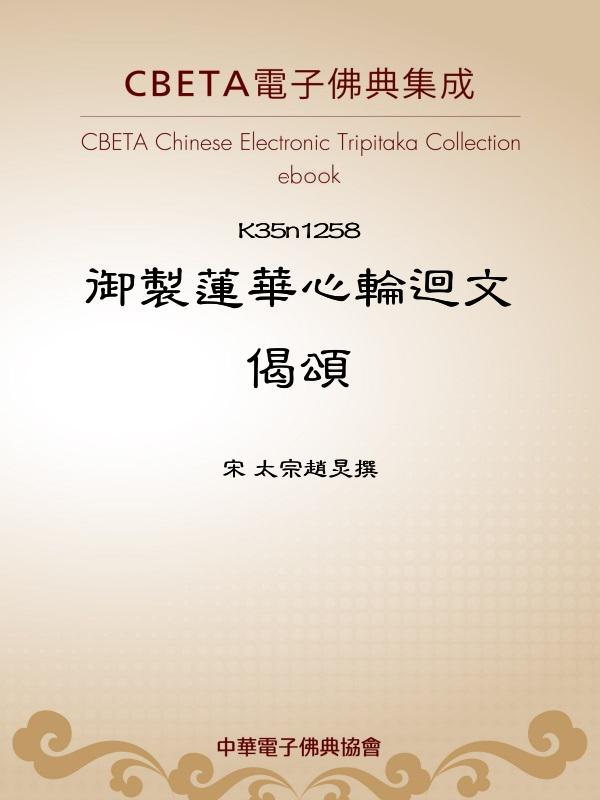 CBETA電子佛典集成
CBETA Chinese Electronic Tripitaka Collection
ebook
K35n1258
御製蓮華心輪迴文
偈頌
宋 太宗趙炅撰
中華電子佛典協會